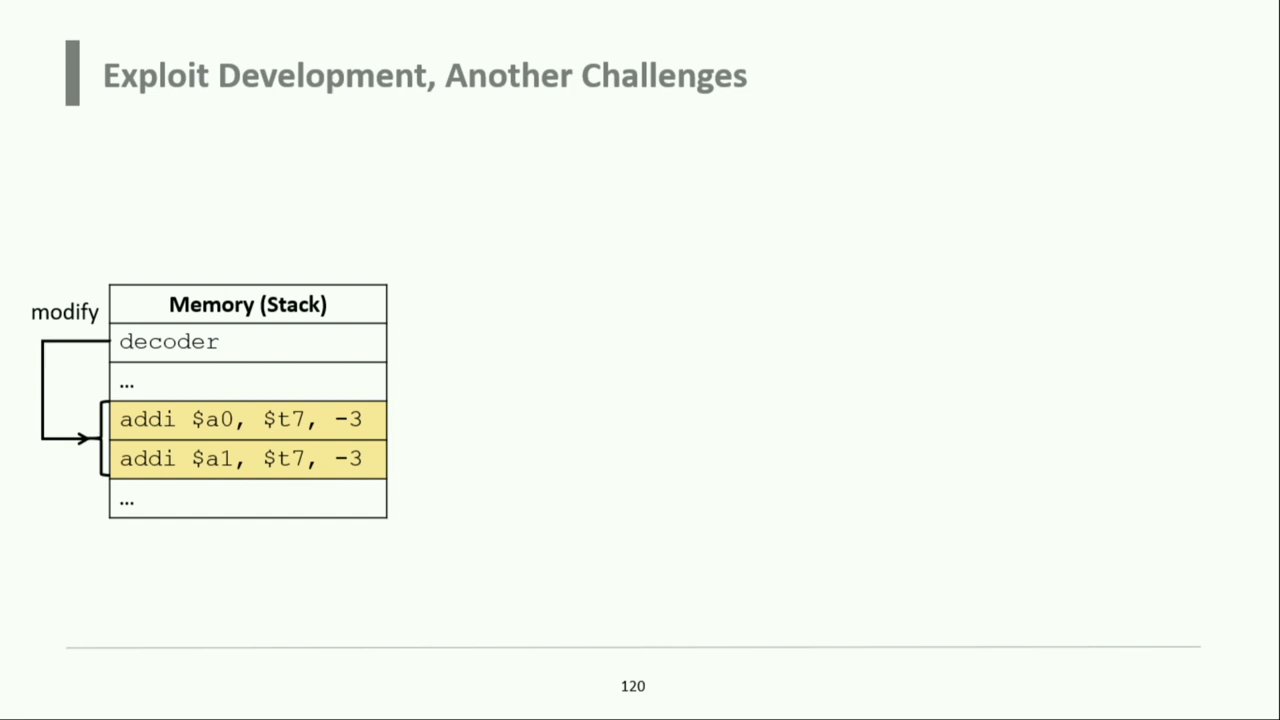 Exploit Development, Another Challenges
modify
Memory (Stack)
decoder
…
addi $a0, $t7, -3
addi $a1, $t7, -3
…
120